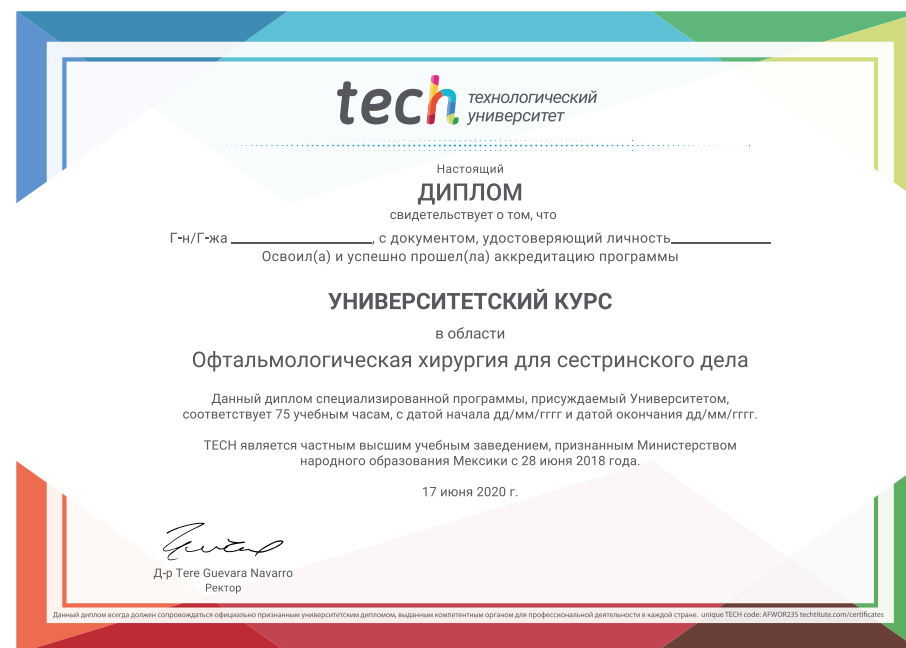 tech технологический
университет
Настоящий
ДИПЛОМ
свидетельствует о том, что
Г-н/Г-жа ____________, с документом, удостоверяющий личность____________
Освоил(а) и успешно прошел(ла) аккредитацию программы
УНИВЕРСИТЕТСКИЙ КУРС
в области
Офтальмологическая хирургия для сестринского дела
Данный диплом специализированной программы, присуждаемый Университетом,
соответствует 75 учебным часам, с датой начала дд/мм/гггг и датой окончания дд/мм/гггг.
TECH является частным высшим учебным заведением, признанным Министерством
народного образования Мексики с 28 июня 2018 года.
17 июня 2020 г.
Д-р Tere Guevara Navarro
Ректор
Данный диплом всегда должен сопровождаться официально признанным университетским дипломом, выданным компетентным органом для профессиональной деятельности в каждой стране. unique TECH code: AFWOR23S techtitute.com/certificates